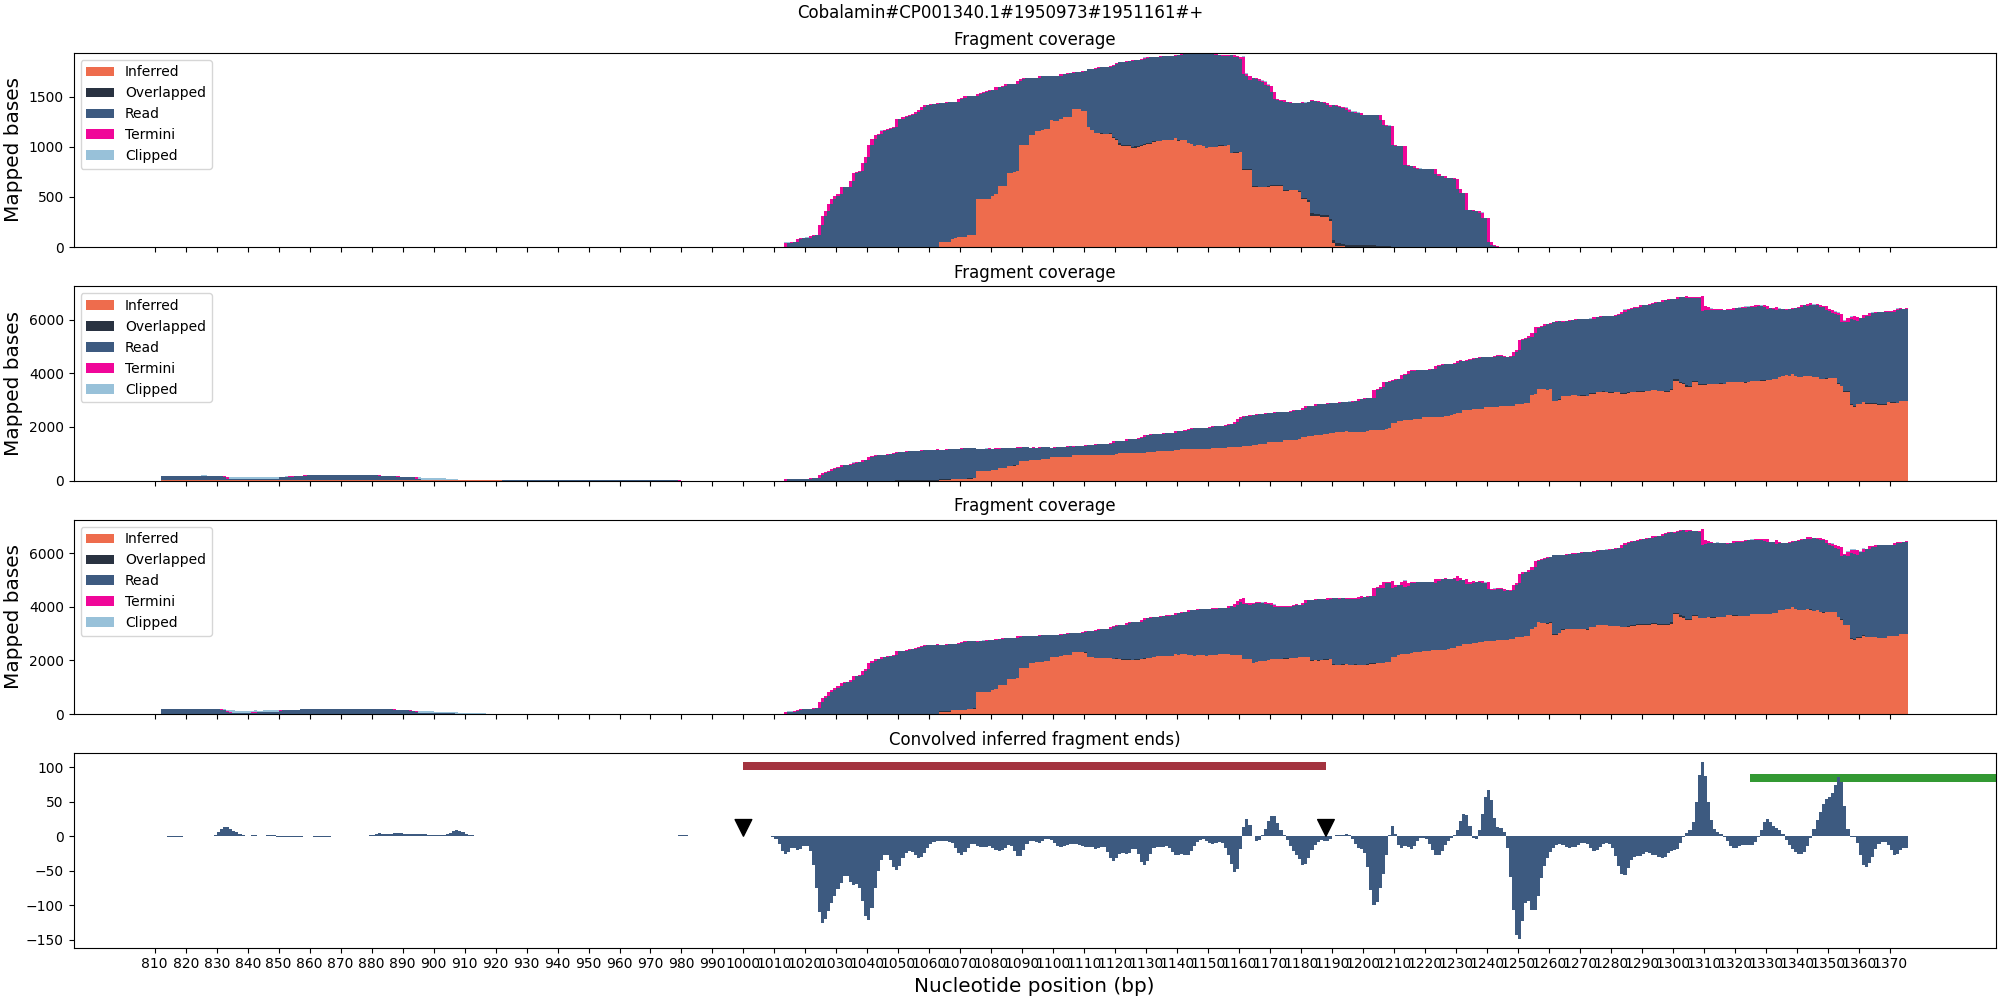 Cobalamin#CP001340.1#1950973#1951161#+
Fragment coverage
Mapped bases
1500
1000
500
0
Inferred
Overlapped
Read
Termini
Clipped
Fragment coverage
Mapped bases
6000
4000
2000
0
Inferred
Overlapped
Read
Termini
Clipped
Fragment coverage
Mapped bases
6000
4000
2000
0
Inferred
Overlapped
Read
Termini
Clipped
Convolved inferred fragment ends)
100
50
0
−50
−100
−150
810 820 830 840 850 860 870 880 890 900 910 920 930 940 950 960 970 980 990 1000 1010 1020 1030 1040 1050 1060 1070 1080 1090 1100 1110 1120 1130 1140 1150 1160 1170 1180 1190 1200 1210 1220 1230 1240 1250 1260 1270 1280 1290 1300 1310 1320 1330 1340 1350 1360 1370
Nucleotide position (bp)